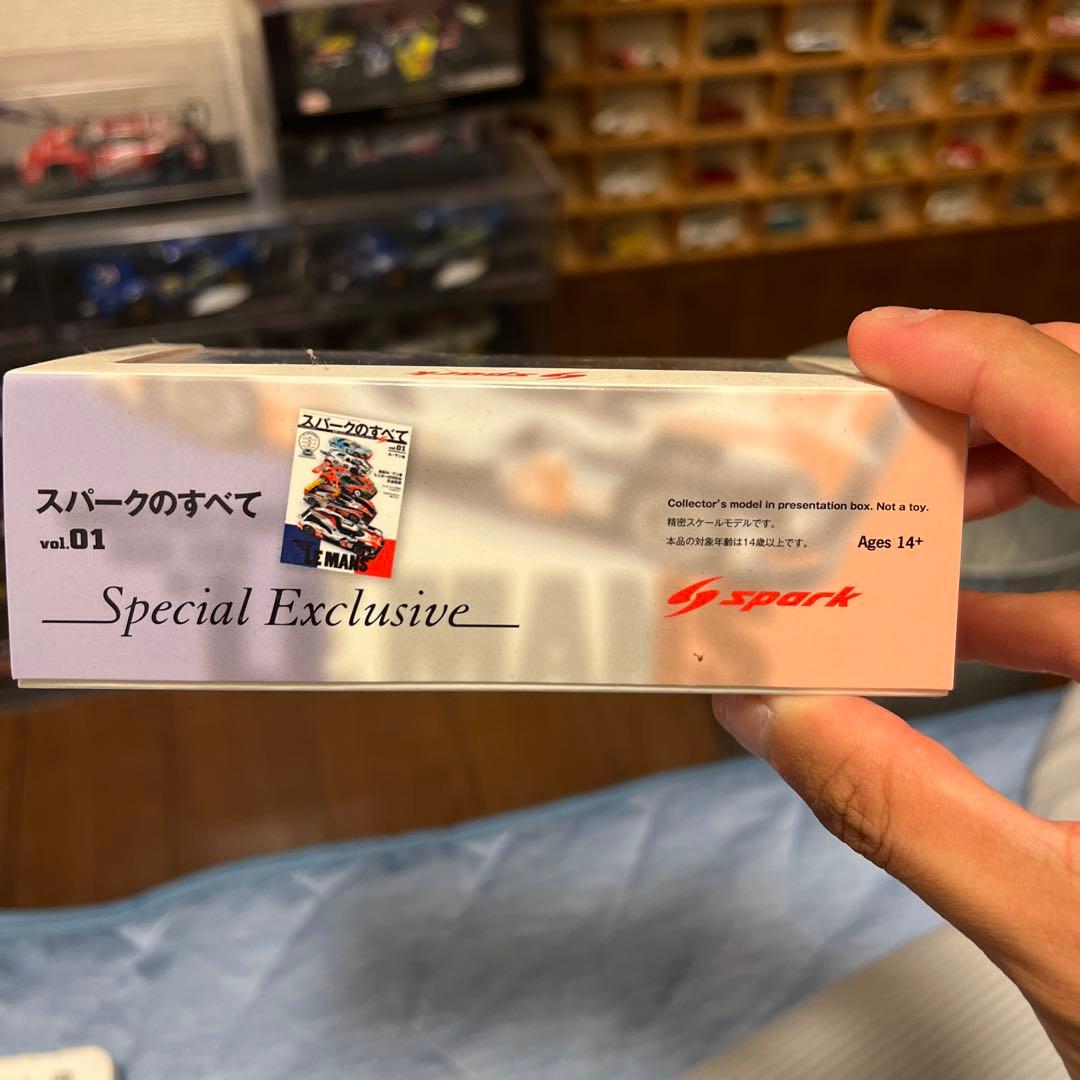 spark
スパークのすべて
vol.01
LE MANS
スパークのすべて
vol.01
Special Exclusive
Collector's model in presentation box. Not a toy.
精密スケールモデルです。
本品の対象年齢は14歳以上です。
Ages 14+
spark